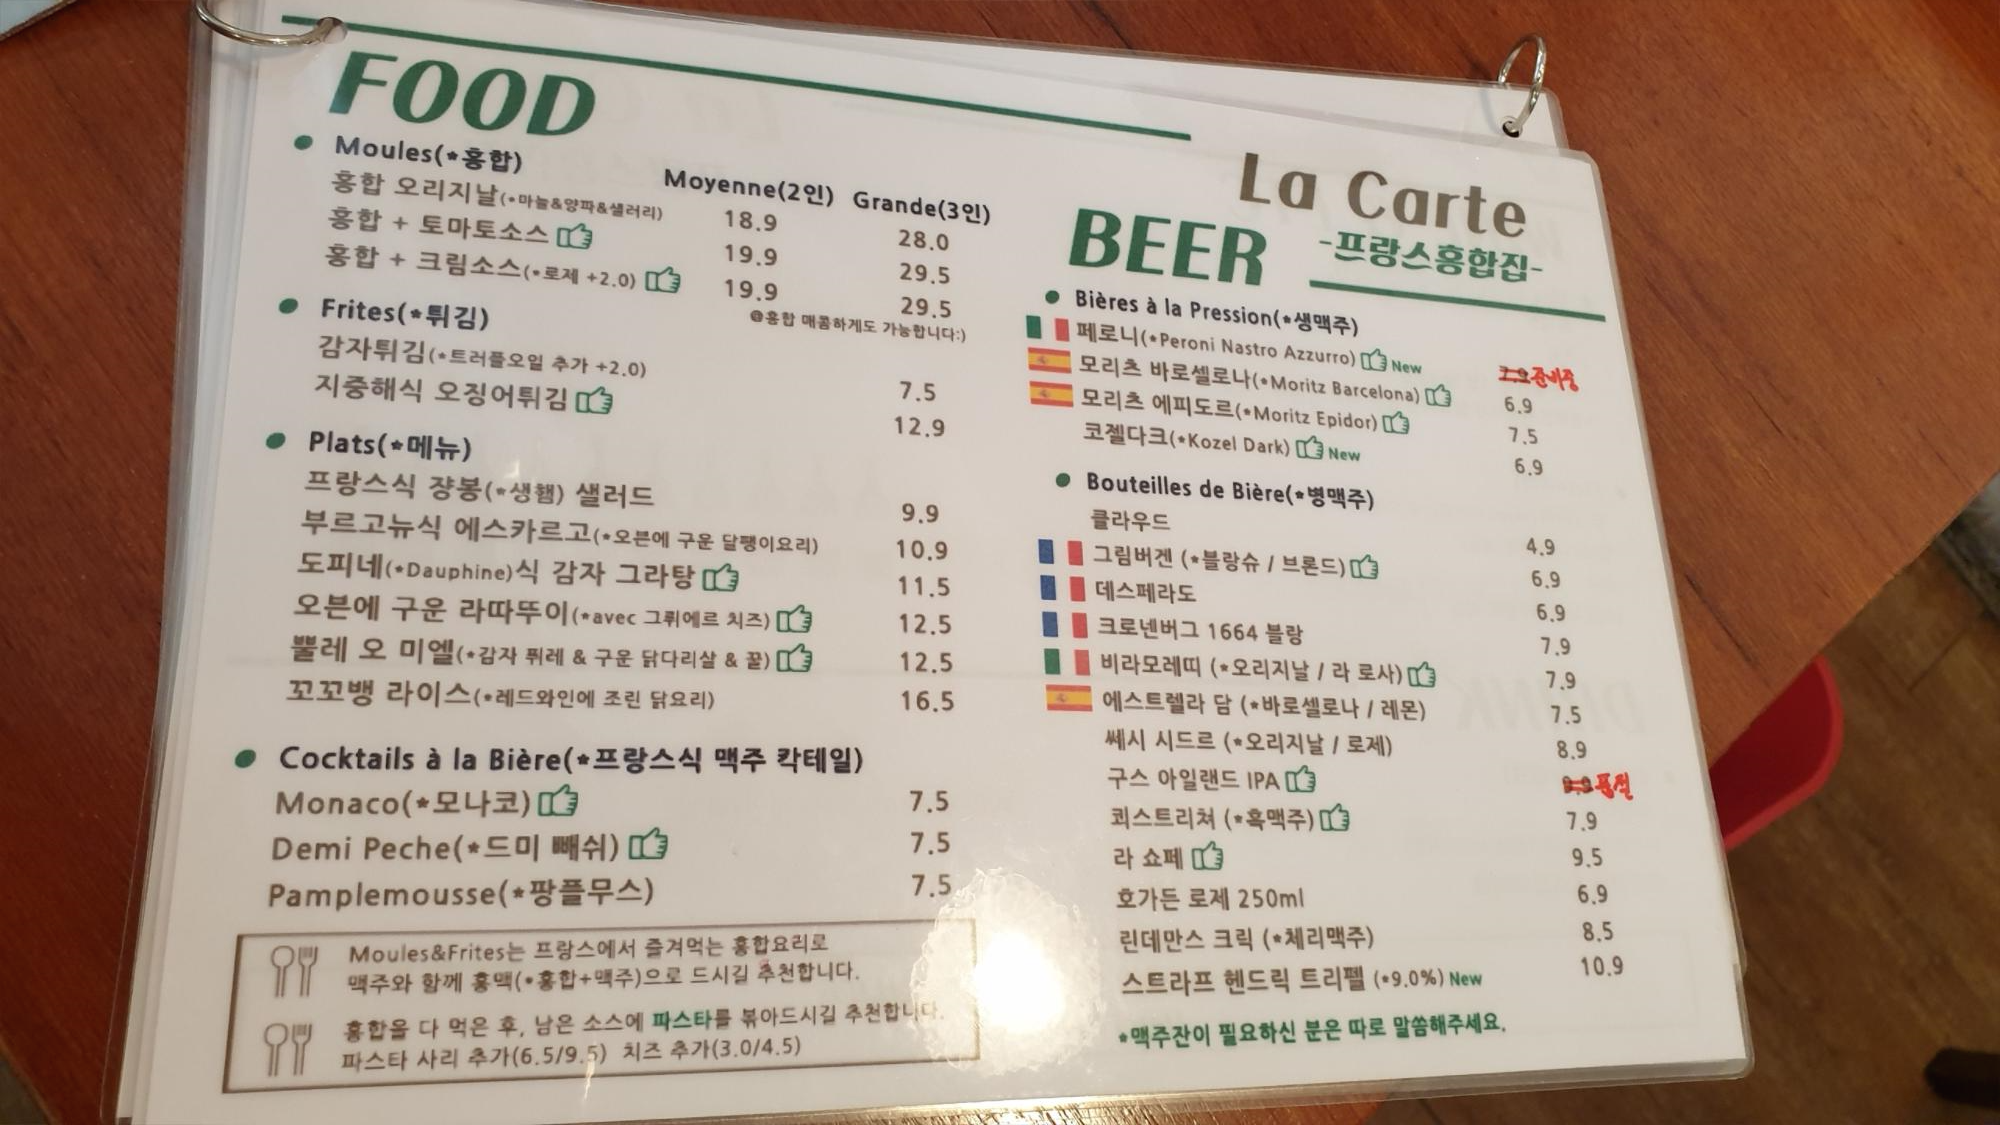 FOOD
Moules(*홍합)
Moyenne(2인) Grande(3인)
홍합 오리지날(*마늘&양파&샐러리) 18.9 28.0
홍합 + 토마토소스 19.9 29.5
홍합 + 크림소스(*로제 +2.0) 19.9 29.5
@홍합 매콤하게도 가능합니다:)
Frites(*튀김)
감자튀김(*트러플오일 추가 +2.0) 7.5
지중해식 오징어튀김 12.9
Plats(*메뉴)
프랑스식 쟝봉(*생햄) 샐러드 9.9
부르고뉴식 에스카르고(*오븐에 구운 달팽이요리) 10.9
도피네(*Dauphine)식 감자 그라탕 11.5
오븐에 구운 라따뚜이(*avec 그뤼에르 치즈) 12.5
뿔레 오 미엘(*감자 퓌레 & 구운 닭다리살 & 꿀) 12.5
꼬꼬뱅 라이스(*레드와인에 조린 닭요리) 16.5
Cocktails à la Bière(*프랑스식 맥주 칵테일)
Monaco(*모나코) 7.5
Demi Peche(*드미 뻬쉬) 7.5
Pamplemousse(*팡플무스) 7.5
Moules&Frites는 프랑스에서 즐겨먹는 홍합요리로
맥주와 함께 홍맥(*홍합+맥주)으로 드시길 추천합니다.
홍합을 다 먹은 후, 남은 소스에 파스타를 볶아드시길 추천합니다.
파스타 사리 추가(6.5/9.5) 치즈 추가(3.0/4.5)
La Carte
-프랑스홍합집-
BEER
Bières à la Pression(*생맥주)
페로니(*Peroni Nastro Azzurro) New 7.9 준비중
모리츠 바로셀로나(*Moritz Barcelona) 6.9
모리츠 에피도르(*Moritz Epidor) 7.5
코젤다크(*Kozel Dark) New 6.9
Bouteilles de Bière(*병맥주)
클라우드 4.9
그림버겐 (*블랑슈 / 브론드) 6.9
데스페라도 6.9
크로넨버그 1664 블랑 7.9
비라모레띠 (*오리지날 / 라 로사) 7.9
에스트렐라 담 (*바로셀로나 / 레몬) 7.5
쎄시 시드르 (*오리지날 / 로제) 8.9
구스 아일랜드 IPA 품절
쾨스트리쳐 (*흑맥주) 7.9
라 쇼페 9.5
호가든 로제 250ml 6.9
린데만스 크릭 (*체리맥주) 8.5
스트라프 헨드릭 트리펠 (*9.0%) New 10.9
*맥주잔이 필요하신 분은 따로 말씀해주세요.